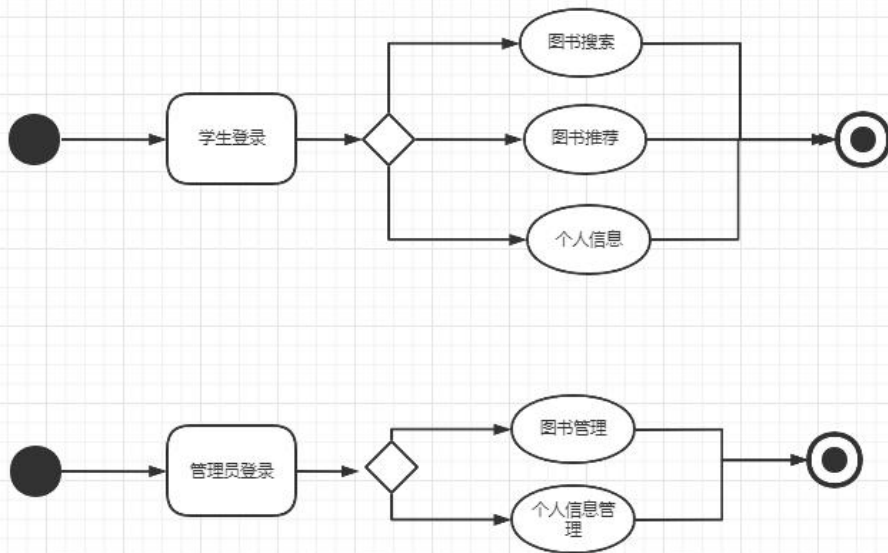 图书搜索
学生登录
图书推荐
个人信息
图书管理
管理员登录
个人信息管
理